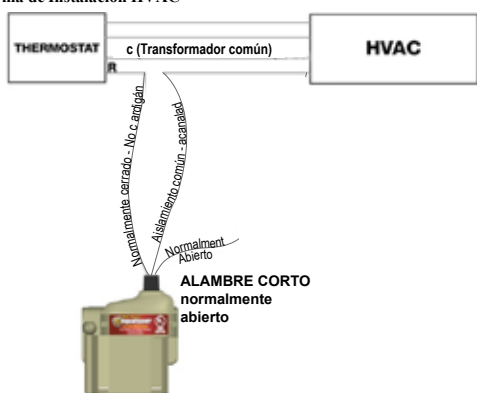 ma de Instalación HVAC
THERMOSTAT
c (Transformador común)
HVAC
R
Normalmente cerrado - No c ardigán
Aislamiento común - acanalad
Normalment
Abierto
ALAMBRE CORTO
normalmente
abierto